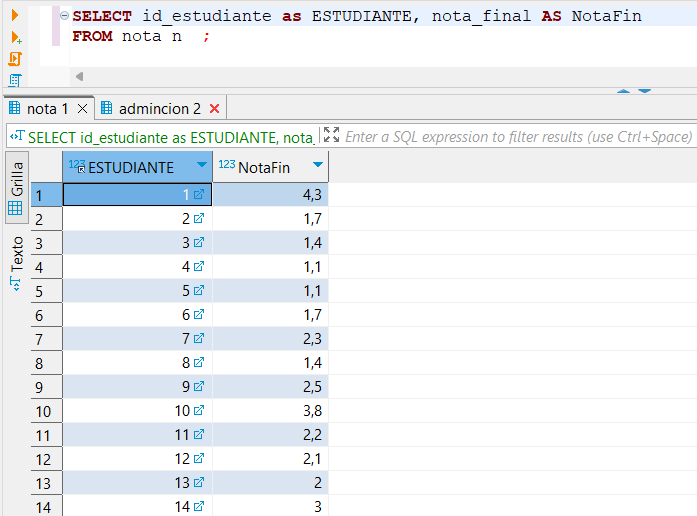 SELECT id_estudiante as ESTUDIANTE, nota_final AS NotaFin
FROM nota n  ;
nota 1 admincion 2
SELECT id_estudiante as ESTUDIANTE, nota_ Enter a SQL expression to filter results (use Ctrl+Space)
Grilla
Texto
123 ESTUDIANTE 123 NotaFin
1 1 4,3
2 2 1,7
3 3 1,4
4 4 1,1
5 5 1,1
6 6 1,7
7 7 2,3
8 8 1,4
9 9 2,5
10 10 3,8
11 11 2,2
12 12 2,1
13 13 2
14 14 3